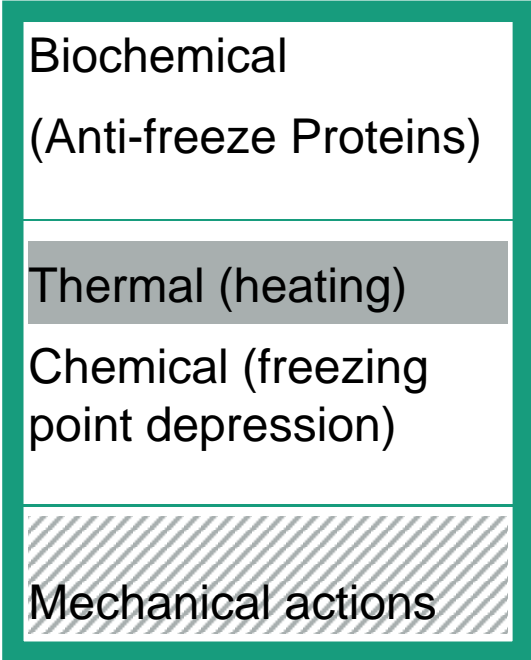 Biochemical
(Anti-freeze Proteins)
Thermal (heating)
Chemical (freezing
point depression)
Mechanical actions